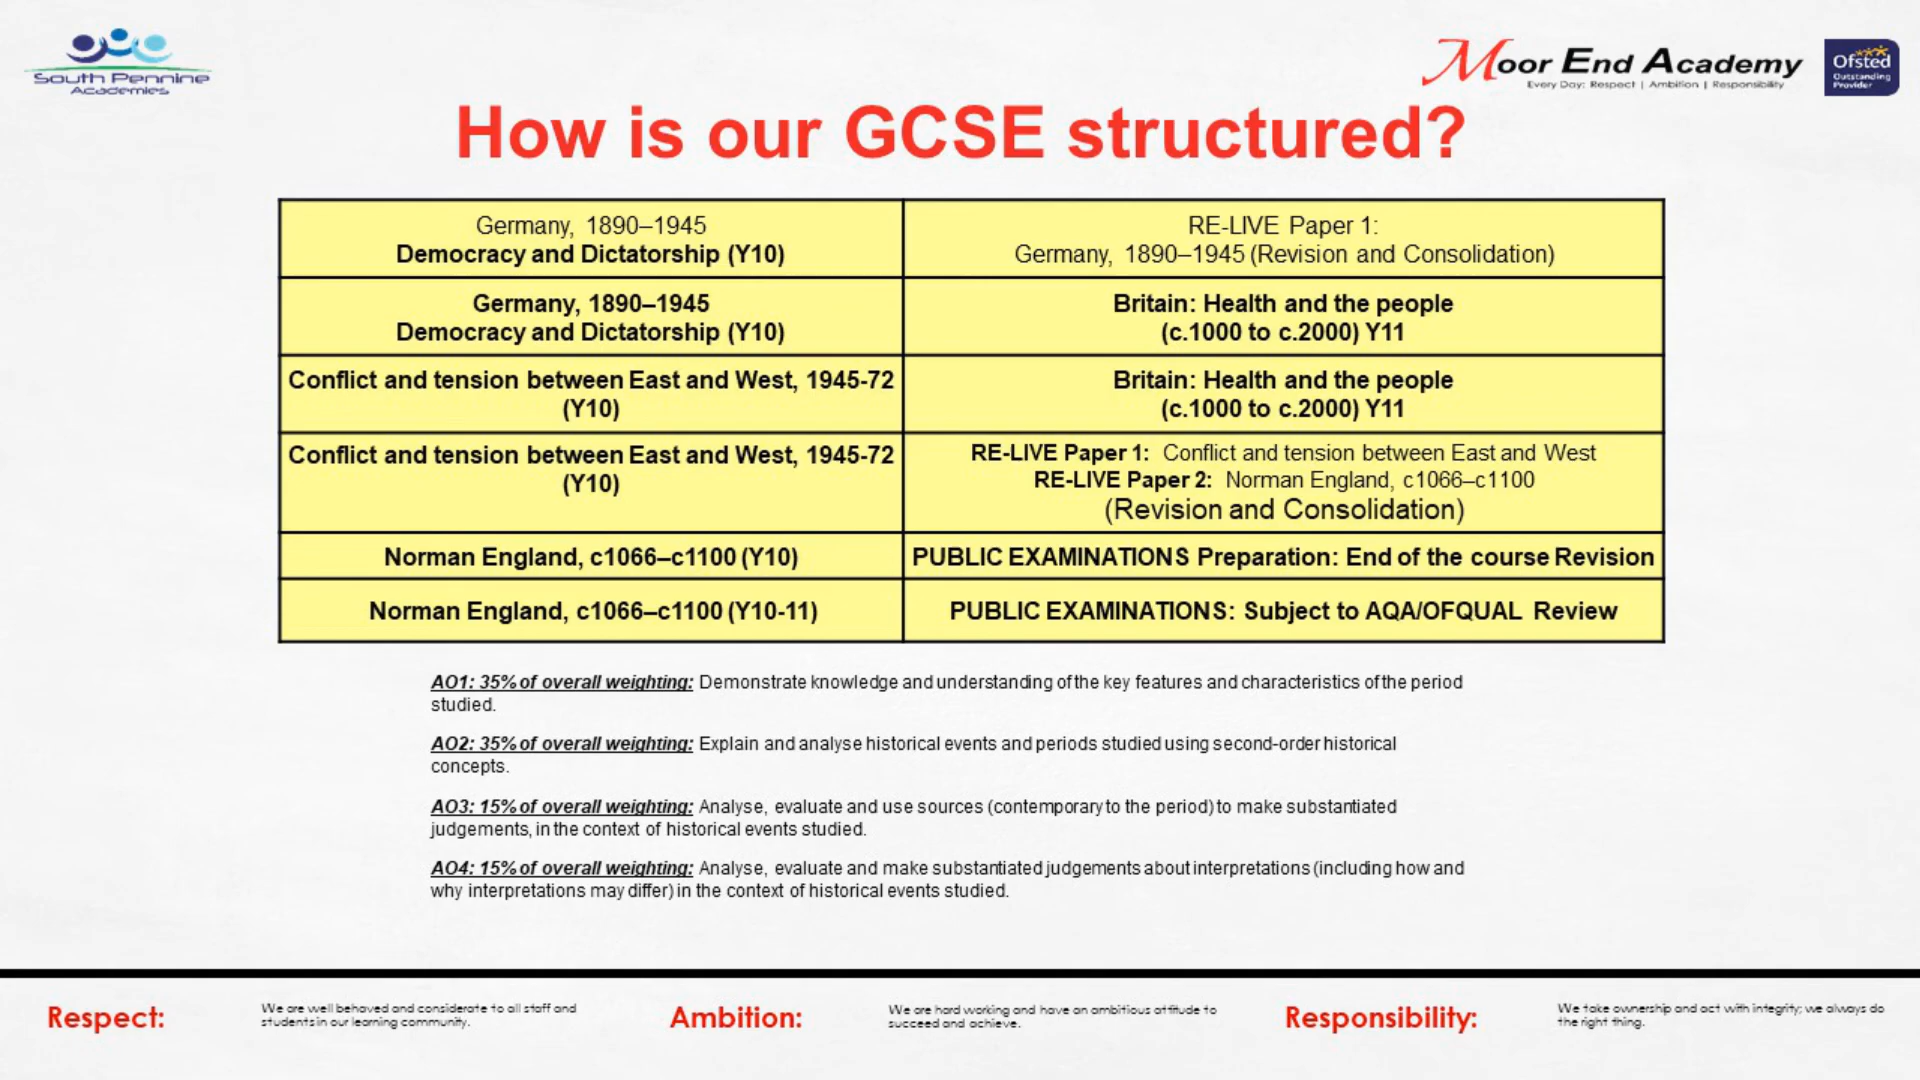 South Pennine
Academies
Moor End Academy
Every Day: Respect | Ambition | Responsibility
Ofsted
Outstanding
Provider
How is our GCSE structured?
Germany, 1890–1945
Democracy and Dictatorship (Y10)
RE-LIVE Paper 1:
Germany, 1890–1945 (Revision and Consolidation)
Germany, 1890–1945
Democracy and Dictatorship (Y10)
Britain: Health and the people
(c.1000 to c.2000) Y11
Conflict and tension between East and West, 1945-72
(Y10)
Britain: Health and the people
(c.1000 to c.2000) Y11
Conflict and tension between East and West, 1945-72
(Y10)
RE-LIVE Paper 1: Conflict and tension between East and West
RE-LIVE Paper 2: Norman England, c1066–c1100
(Revision and Consolidation)
Norman England, c1066–c1100 (Y10)
PUBLIC EXAMINATIONS Preparation: End of the course Revision
Norman England, c1066–c1100 (Y10-11)
PUBLIC EXAMINATIONS: Subject to AQA/OFQUAL Review
AO1: 35% of overall weighting: Demonstrate knowledge and understanding of the key features and characteristics of the period
studied.
AO2: 35% of overall weighting: Explain and analyse historical events and periods studied using second-order historical
concepts.
AO3: 15% of overall weighting: Analyse, evaluate and use sources (contemporary to the period) to make substantiated
judgements, in the context of historical events studied.
AO4: 15% of overall weighting: Analyse, evaluate and make substantiated judgements about interpretations (including how and
why interpretations may differ) in the context of historical events studied.
Respect:
We are well behaved and considerate to all staff and
students in our learning community.
Ambition:
We are hard working and have an ambitious attitude to
succeed and achieve.
Responsibility:
We take ownership and act with integrity; we always do
the right thing.